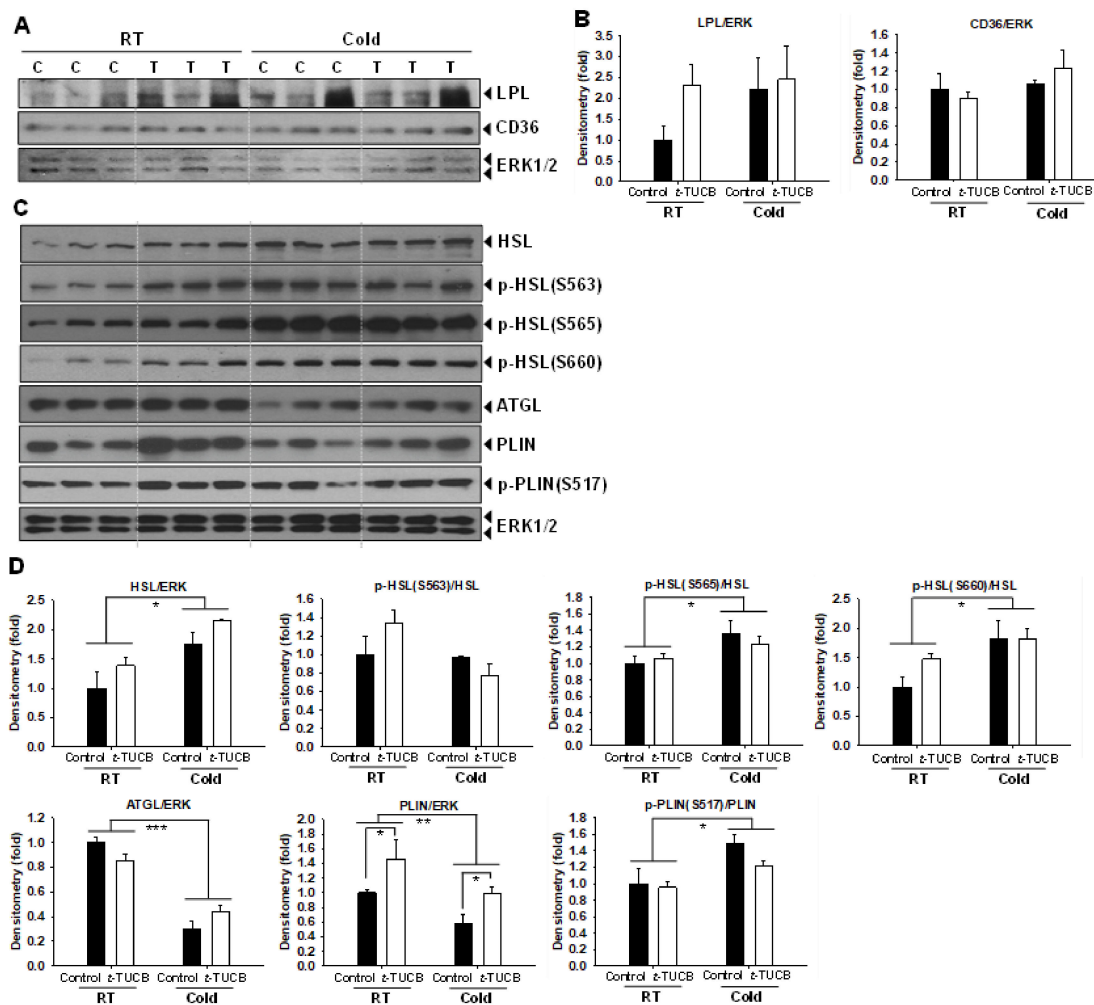 A
RT Cold
C C C T T T C C C T T T
LPL
CD36
ERK1/2
B
LPL/ERK
Densitometry (fold)
3.5
3.0
2.5
2.0
1.5
1.0
0.5
0.0
Control t-TUCB Control t-TUCB
RT Cold
CD36/ERK
Densitometry (fold)
1.6
1.4
1.2
1.0
0.8
0.6
0.4
0.2
0.0
Control t-TUCB Control t-TUCB
RT Cold
C
HSL
p-HSL(S563)
p-HSL(S565)
p-HSL(S660)
ATGL
PLIN
p-PLIN(S517)
ERK1/2
D
HSL/ERK
Densitometry (fold)
2.5
2.0
1.5
1.0
0.5
0.0
*
Control t-TUCB Control t-TUCB
RT Cold
p-HSL(S563)/HSL
Densitometry (fold)
1.6
1.4
1.2
1.0
0.8
0.6
0.4
0.2
0.0
Control t-TUCB Control t-TUCB
RT Cold
p-HSL(S565)/HSL
Densitometry (fold)
1.8
1.6
1.4
1.2
1.0
0.8
0.6
0.4
0.2
0.0
*
Control t-TUCB Control t-TUCB
RT Cold
p-HSL(S660)/HSL
Densitometry (fold)
2.5
2.0
1.5
1.0
0.5
0.0
*
Control t-TUCB Control t-TUCB
RT Cold
ATGL/ERK
Densitometry (fold)
1.2
1.0
0.8
0.6
0.4
0.2
0.0
***
Control t-TUCB Control t-TUCB
RT Cold
PLIN/ERK
Densitometry (fold)
2.0
1.8
1.6
1.4
1.2
1.0
0.8
0.6
0.4
0.2
0.0
**
*
*
Control t-TUCB Control t-TUCB
RT Cold
p-PLIN(S517)/PLIN
Densitometry (fold)
1.8
1.6
1.4
1.2
1.0
0.8
0.6
0.4
0.2
0.0
*
Control t-TUCB Control t-TUCB
RT Cold